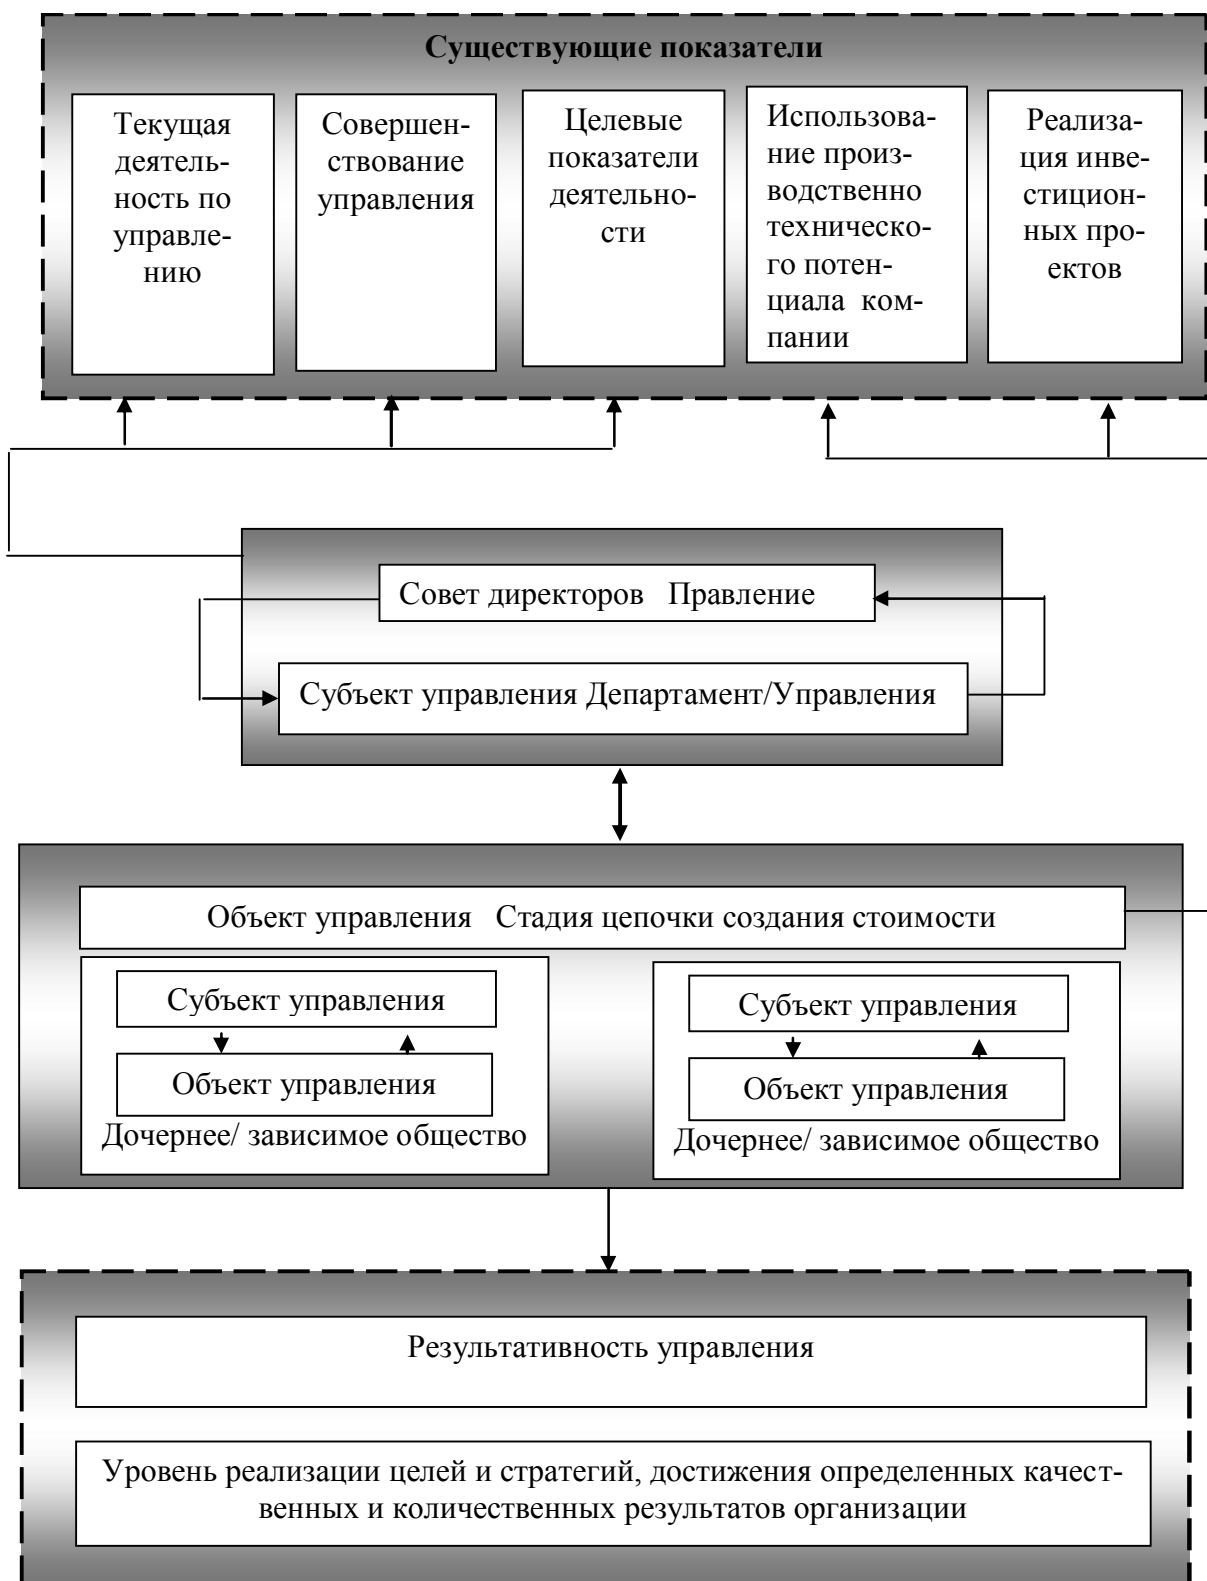 Существующие показатели
Текущая
деятель-
ность по
управле-
нию
Совершен-
ствование
управления
Целевые
показатели
деятельно-
сти
Использова-
ние произ-
водственно
техническо-
го потен-
циала ком-
пании
Реализа-
ция инве-
стицион-
ных про-
ектов
Совет директоров Правление
Субъект управления Департамент/Управления
Объект управления Стадия цепочки создания стоимости
Субъект управления
Объект управления
Дочернее/ зависимое общество
Субъект управления
Объект управления
Дочернее/ зависимое общество
Результативность управления
Уровень реализации целей и стратегий, достижения определенных качест-
венных и количественных результатов организации